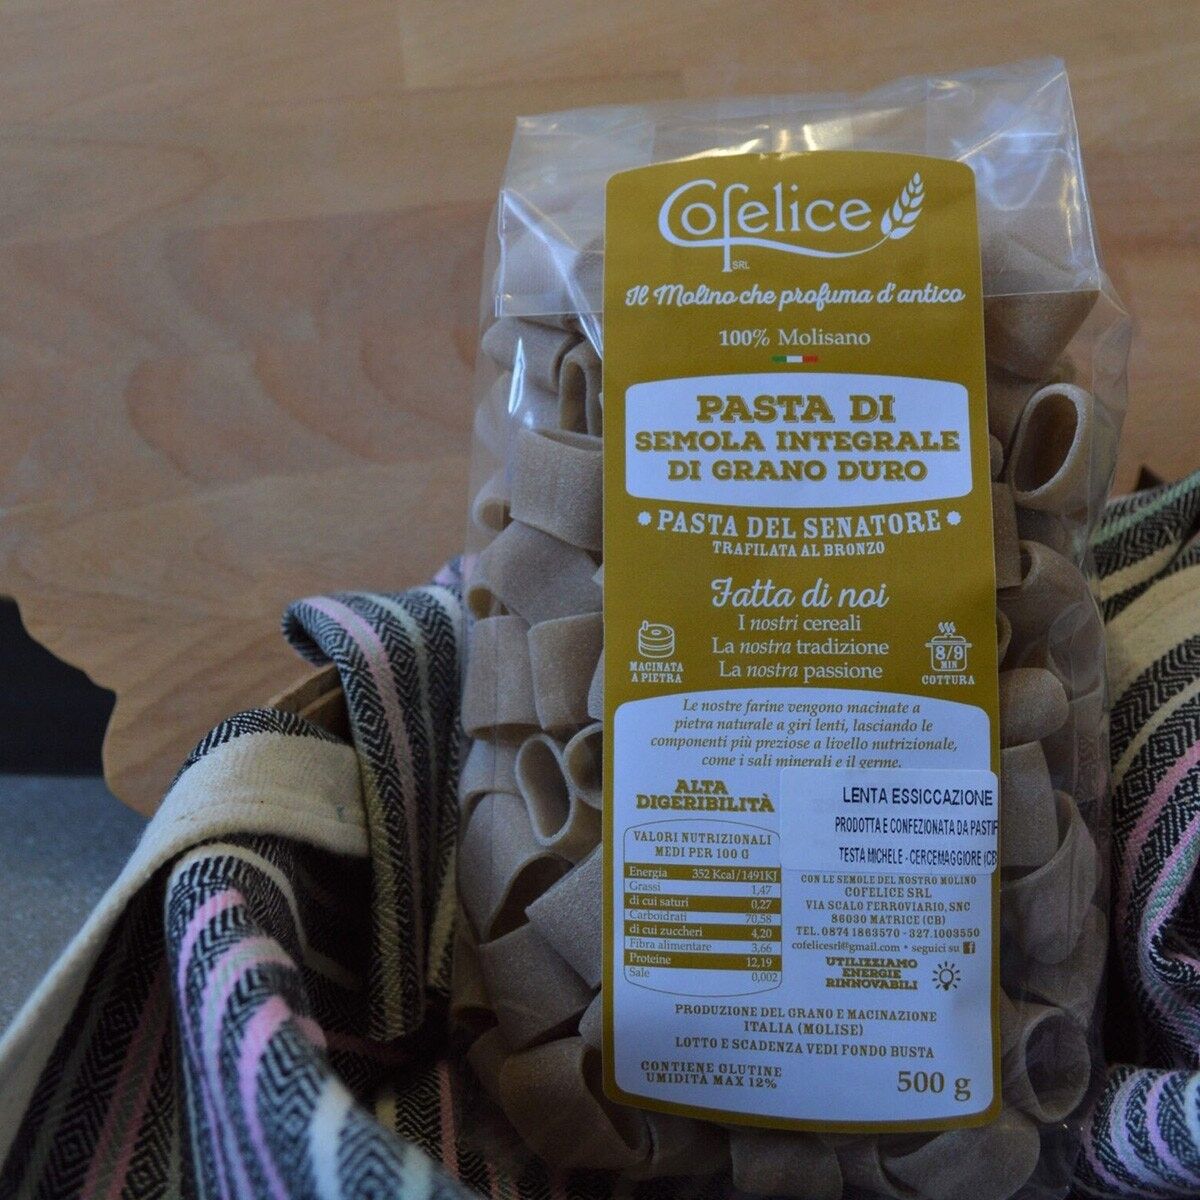 Cofelice
SRL
Il Molino che profuma d'antico
100% Molisano
PASTA DI
SEMOLA INTEGRALE
DI GRANO DURO
PASTA DEL SENATORE
TRAFILATA AL BRONZO
Fatta di noi
I nostri cereali
La nostra tradizione
La nostra passione
MACINATA
A PIETRA
8/9
MIN
COTTURA
Le nostre farine vengono macinate a
pietra naturale a giri lenti, lasciando le
componenti più preziose a livello nutrizionale,
come i sali minerali e il germe.
ALTA
DIGERIBILITÀ
VALORI NUTRIZIONALI
MEDI PER 100 G
Energia 352 Kcal/1491KJ
Grassi 1,47
di cui saturi 0,27
Carboidrati 70,58
di cui zuccheri 4,20
Fibra alimentare 3,66
Proteine 12,19
Sale 0,002
LENTA ESSICCAZIONE
PRODOTTA E CONFEZIONATA DA PASTIF
TESTA MICHELE - CERCEMAGGIORE (CB
CON LE SEMOLE DEL NOSTRO MOLINO
COFELICE SRL
VIA SCALO FERROVIARIO, SNC
86030 MATRICE (CB)
TEL. 0874 1863570 - 327.1003550
cofelicesrl@gmail.com • seguici su f
UTILIZZIAMO
ENERGIE
RINNOVABILI
PRODUZIONE DEL GRANO E MACINAZIONE
ITALIA (MOLISE)
LOTTO E SCADENZA VEDI FONDO BUSTA
CONTIENE GLUTINE
UMIDITA MAX 12%
500 g